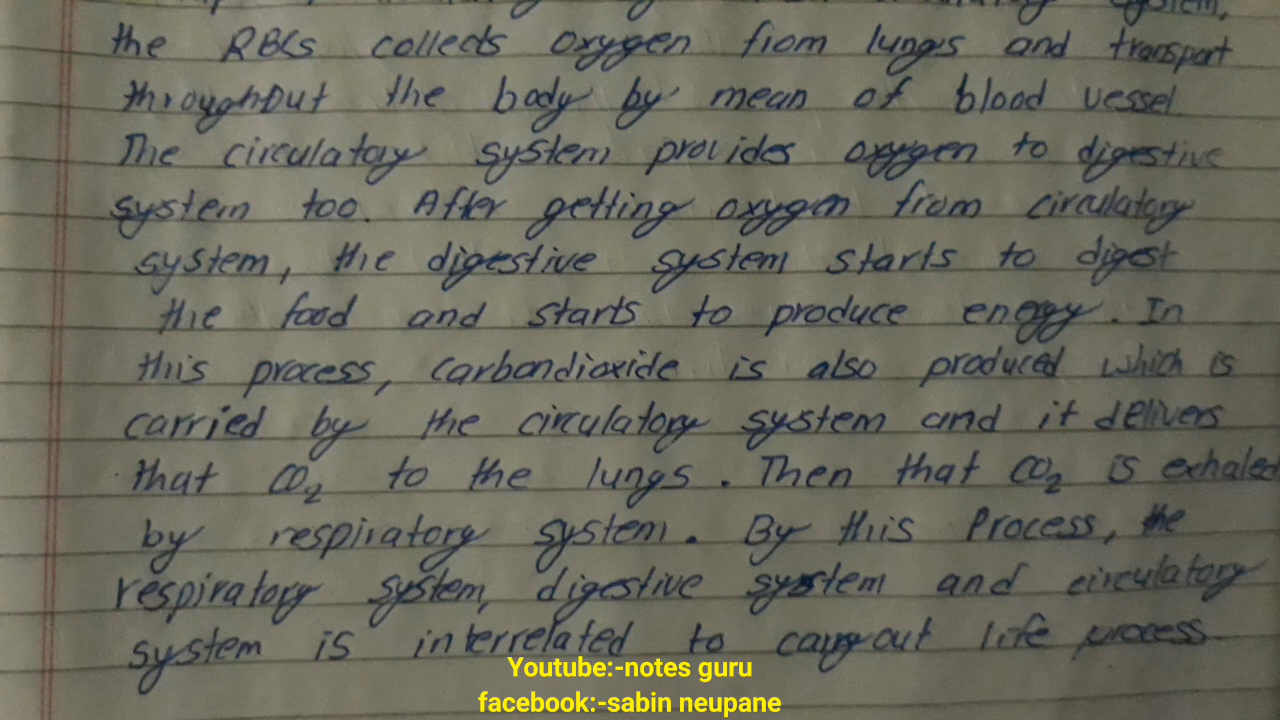 system,
the RBCs collects oxygen from lungs and transport
throughout the body by mean of blood vessel.
The circulatory system provides oxygen to digestive
system too. After getting oxygen from circulatory
system, the digestive system starts to digest
the food and starts to produce energy. In
this process, carbondioxide is also produced which is
carried by the circulatory system and it delivers
that CO2 to the lungs. Then that CO2 is exhaled
by respiratory system. By this Process, the
respiratory system, digestive system and circulatory
system is interrelated to carryout life process.
Youtube:-notes guru
facebook:-sabin neupane